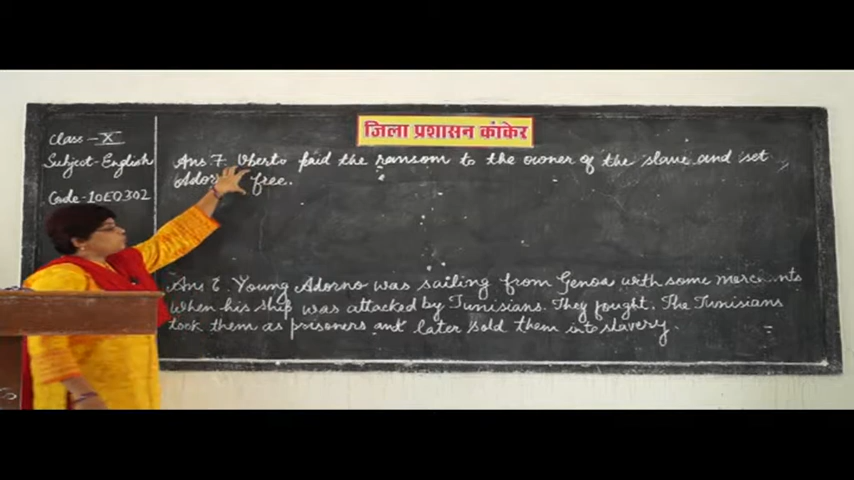 जिला प्रशासन कांकेर
Class - X
Subject - English
Code - 10E0302
Ans 7. Uberto paid the ransom to the owner of the slave and set
Adorno free.
Ans 6. Young Adorno was sailing from Genoa with some merchants
when his ship was attacked by Tunisians. They fought. The Tunisians
took them as prisoners and later sold them into slavery.